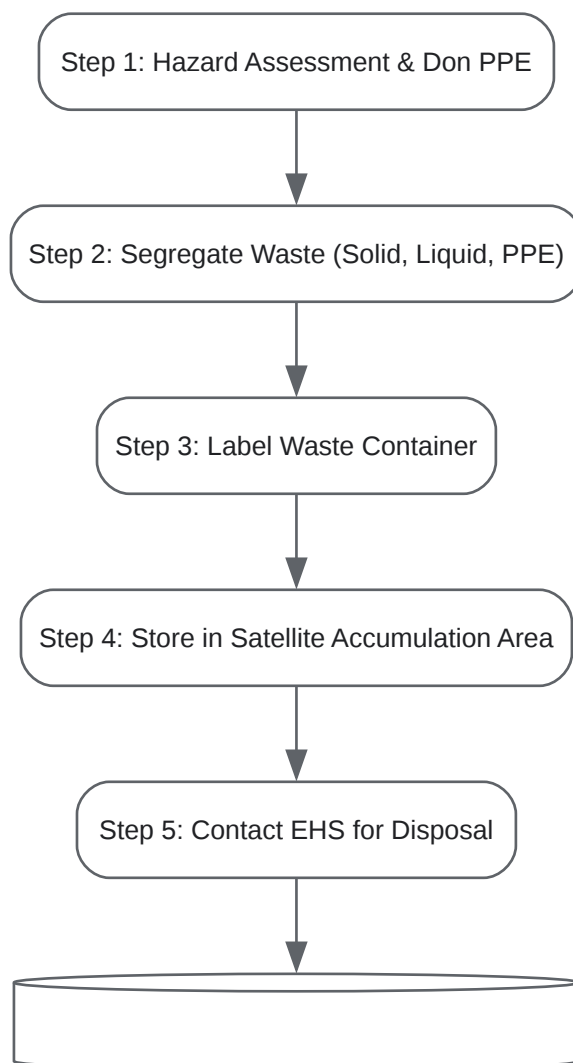 Step 1: Hazard Assessment & Don PPE
Step 2: Segregate Waste (Solid, Liquid, PPE)
Step 3: Label Waste Container
Step 4: Store in Satellite Accumulation Area
Step 5: Contact EHS for Disposal